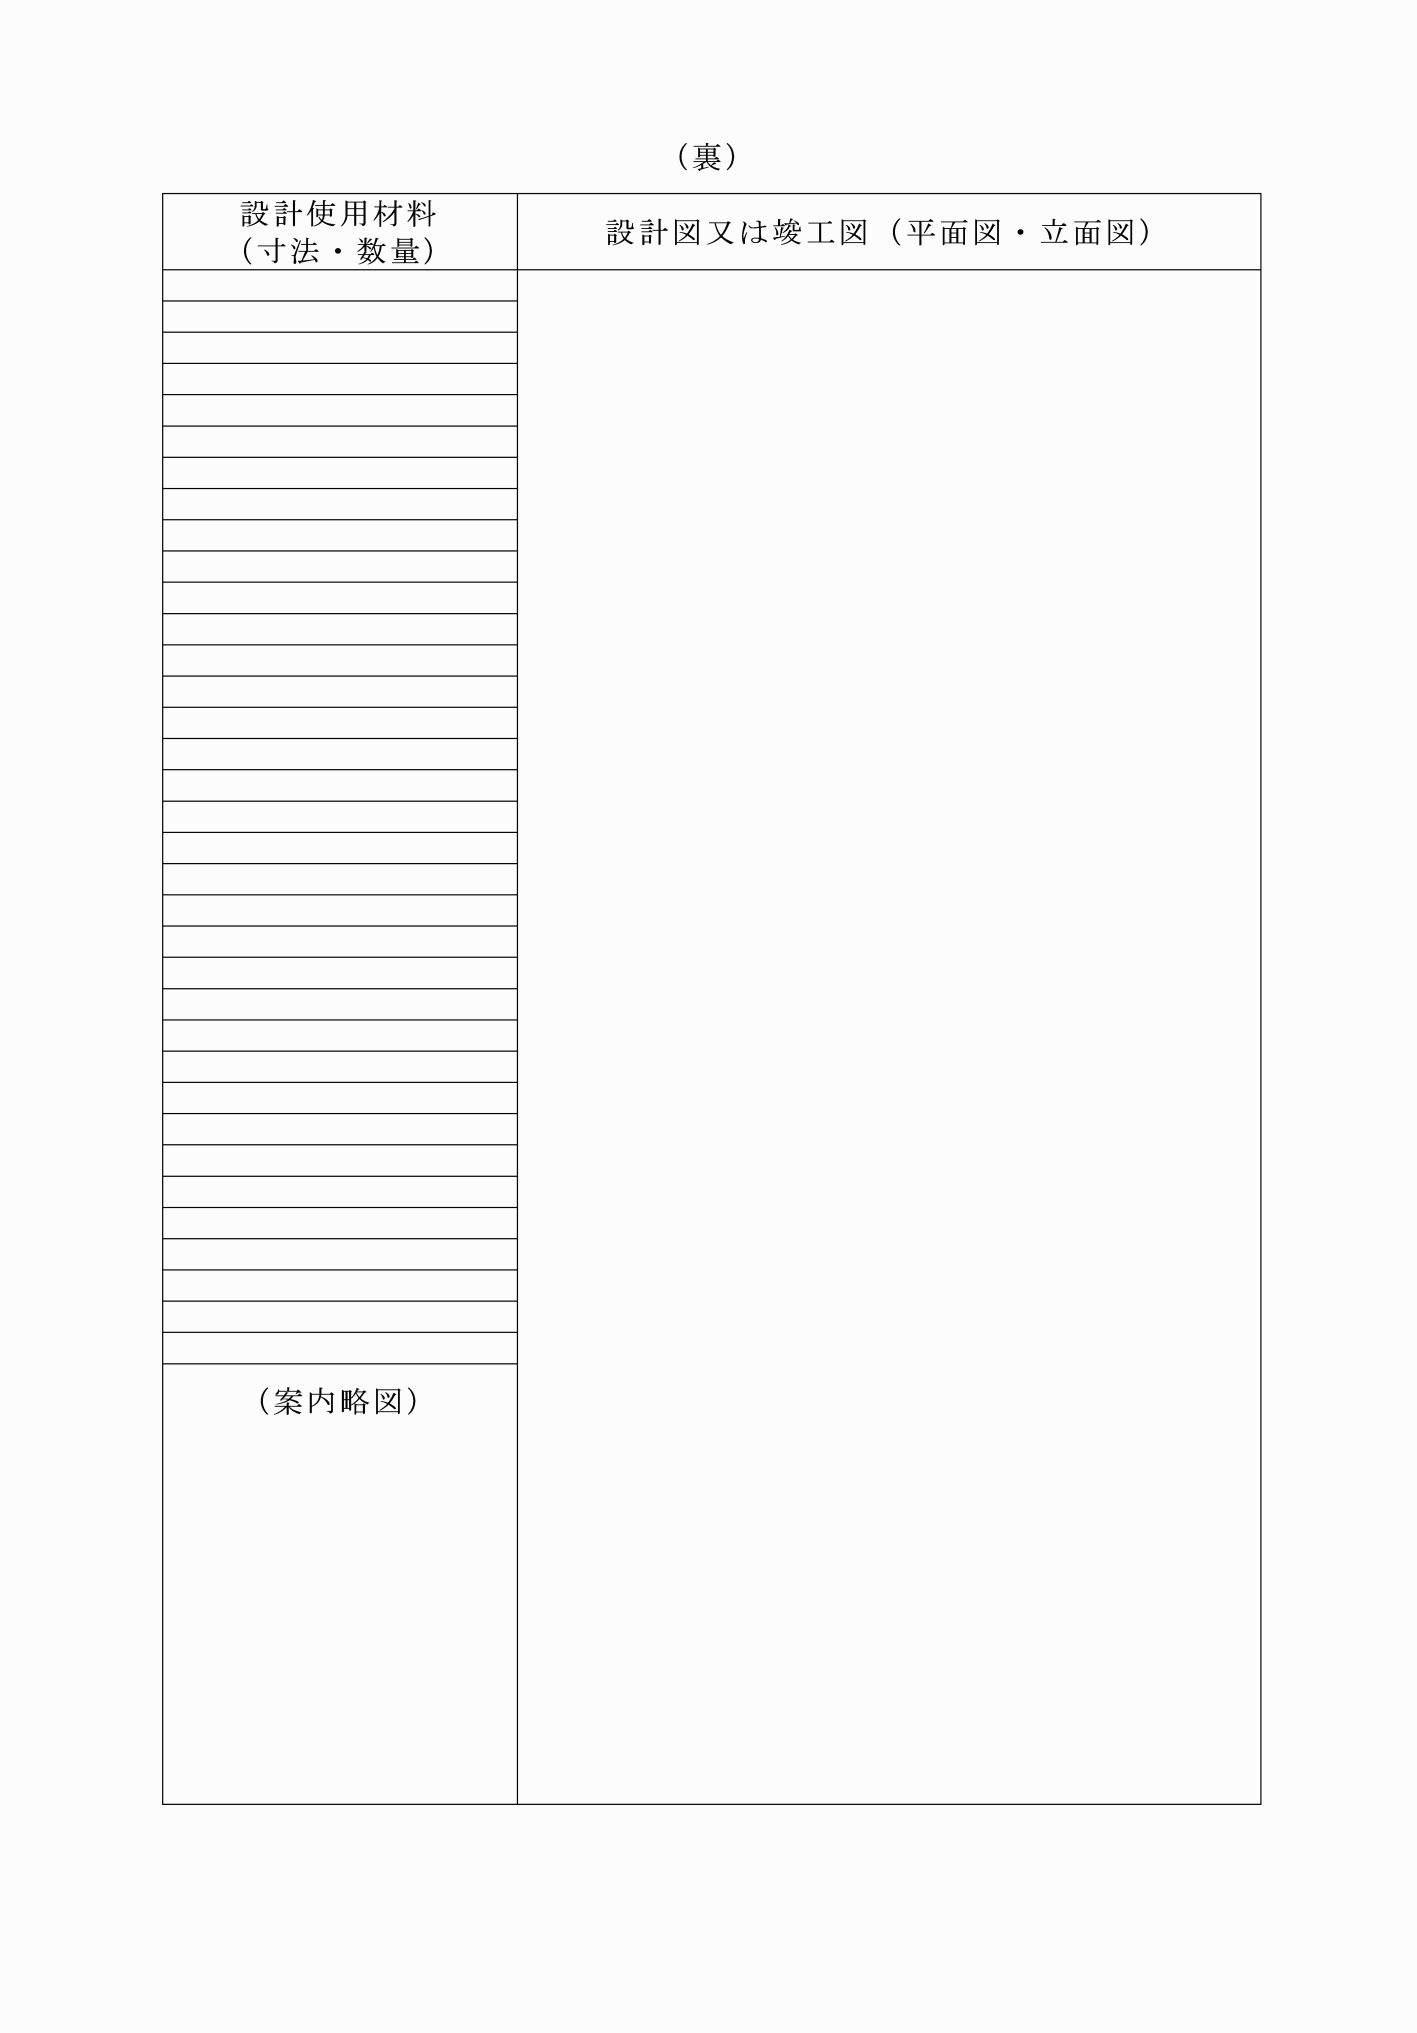 （裏）
設計使用材料
（寸法・数量）
設計図又は竣工図（平面図・立面図）
（案内略図）